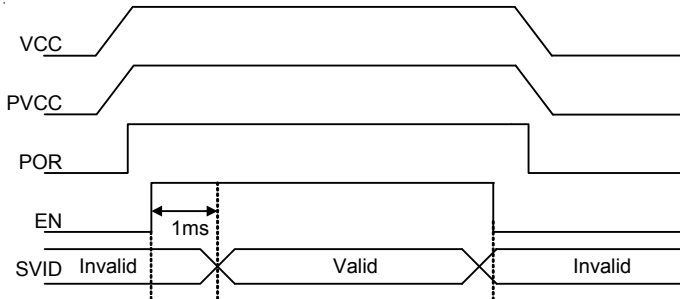 VCC
PVCC
POR
EN
1ms
SVID Invalid Valid Invalid